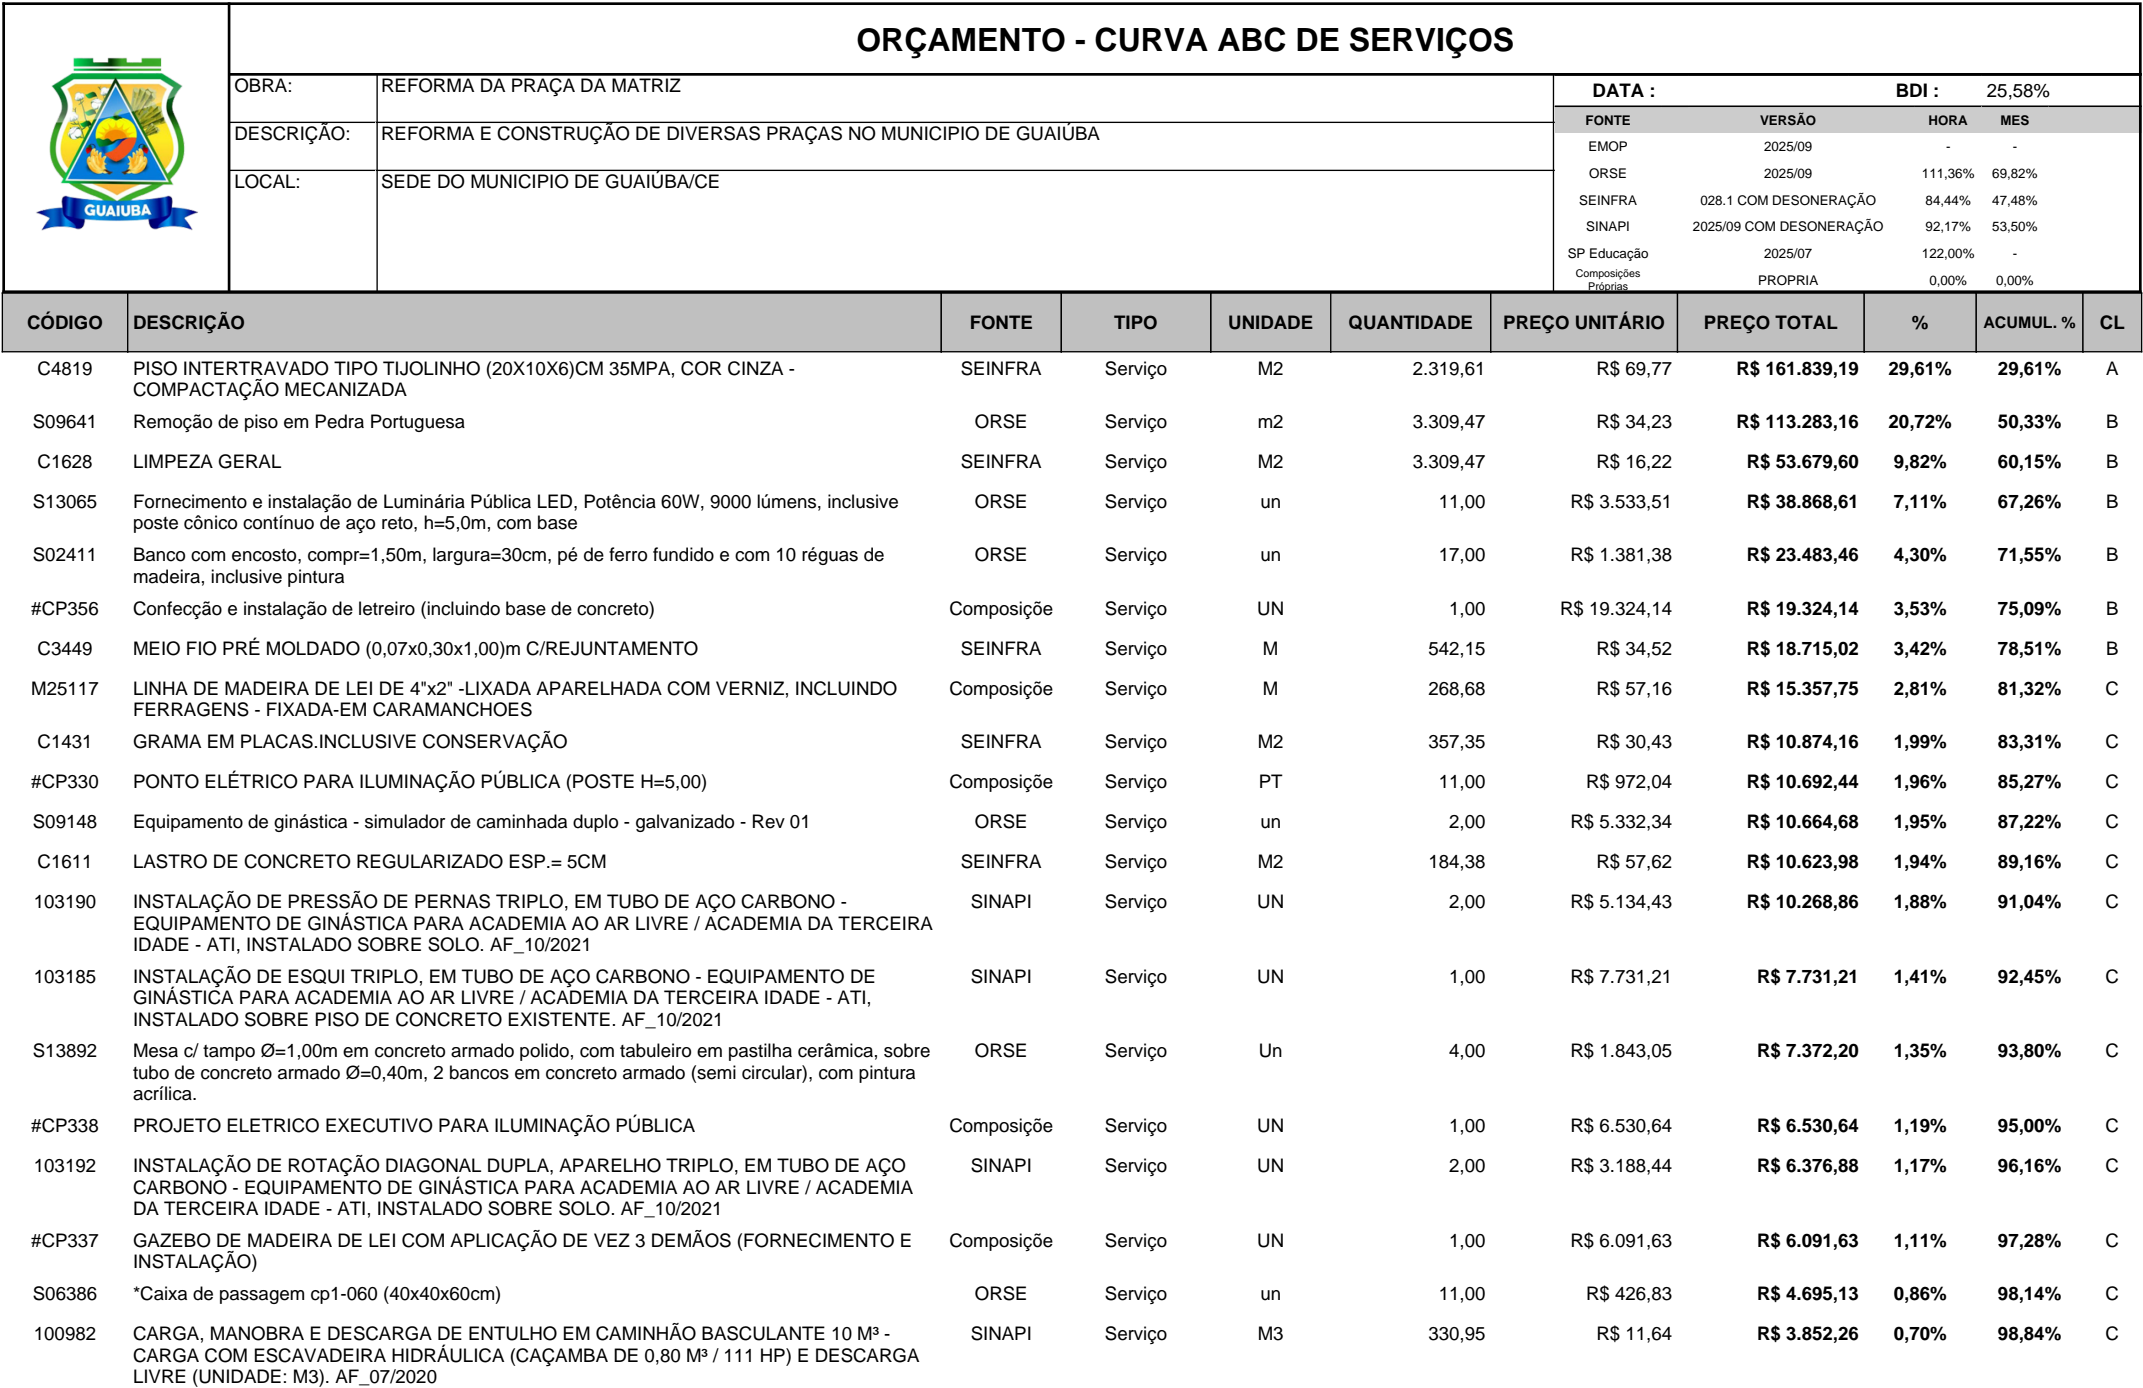 ORÇAMENTO - CURVA ABC DE SERVIÇOS
GUAIUBA
OBRA: REFORMA DA PRAÇA DA MATRIZ
DESCRIÇÃO: REFORMA E CONSTRUÇÃO DE DIVERSAS PRAÇAS NO MUNICIPIO DE GUAIÚBA
LOCAL: SEDE DO MUNICIPIO DE GUAIÚBA/CE
DATA : BDI : 25,58%
FONTE VERSÃO HORA MES
EMOP 2025/09 - -
ORSE 2025/09 111,36% 69,82%
SEINFRA 028.1 COM DESONERAÇÃO 84,44% 47,48%
SINAPI 2025/09 COM DESONERAÇÃO 92,17% 53,50%
SP Educação 2025/07 122,00% -
Composições
Próprias PROPRIA 0,00% 0,00%
CÓDIGO DESCRIÇÃO FONTE TIPO UNIDADE QUANTIDADE PREÇO UNITÁRIO PREÇO TOTAL % ACUMUL. % CL
C4819 PISO INTERTRAVADO TIPO TIJOLINHO (20X10X6)CM 35MPA, COR CINZA - SEINFRA Serviço M2 2.319,61 R$ 69,77 R$ 161.839,19 29,61% 29,61% A
COMPACTAÇÃO MECANIZADA
S09641 Remoção de piso em Pedra Portuguesa ORSE Serviço m2 3.309,47 R$ 34,23 R$ 113.283,16 20,72% 50,33% B
C1628 LIMPEZA GERAL SEINFRA Serviço M2 3.309,47 R$ 16,22 R$ 53.679,60 9,82% 60,15% B
S13065 Fornecimento e instalação de Luminária Pública LED, Potência 60W, 9000 lúmens, inclusive ORSE Serviço un 11,00 R$ 3.533,51 R$ 38.868,61 7,11% 67,26% B
poste cônico contínuo de aço reto, h=5,0m, com base
S02411 Banco com encosto, compr=1,50m, largura=30cm, pé de ferro fundido e com 10 réguas de ORSE Serviço un 17,00 R$ 1.381,38 R$ 23.483,46 4,30% 71,55% B
madeira, inclusive pintura
#CP356 Confecção e instalação de letreiro (incluindo base de concreto) Composiçõe Serviço UN 1,00 R$ 19.324,14 R$ 19.324,14 3,53% 75,09% B
C3449 MEIO FIO PRÉ MOLDADO (0,07x0,30x1,00)m C/REJUNTAMENTO SEINFRA Serviço M 542,15 R$ 34,52 R$ 18.715,02 3,42% 78,51% B
M25117 LINHA DE MADEIRA DE LEI DE 4"x2" -LIXADA APARELHADA COM VERNIZ, INCLUINDO Composiçõe Serviço M 268,68 R$ 57,16 R$ 15.357,75 2,81% 81,32% C
FERRAGENS - FIXADA-EM CARAMANCHOES
C1431 GRAMA EM PLACAS.INCLUSIVE CONSERVAÇÃO SEINFRA Serviço M2 357,35 R$ 30,43 R$ 10.874,16 1,99% 83,31% C
#CP330 PONTO ELÉTRICO PARA ILUMINAÇÃO PÚBLICA (POSTE H=5,00) Composiçõe Serviço PT 11,00 R$ 972,04 R$ 10.692,44 1,96% 85,27% C
S09148 Equipamento de ginástica - simulador de caminhada duplo - galvanizado - Rev 01 ORSE Serviço un 2,00 R$ 5.332,34 R$ 10.664,68 1,95% 87,22% C
C1611 LASTRO DE CONCRETO REGULARIZADO ESP.= 5CM SEINFRA Serviço M2 184,38 R$ 57,62 R$ 10.623,98 1,94% 89,16% C
103190 INSTALAÇÃO DE PRESSÃO DE PERNAS TRIPLO, EM TUBO DE AÇO CARBONO - SINAPI Serviço UN 2,00 R$ 5.134,43 R$ 10.268,86 1,88% 91,04% C
EQUIPAMENTO DE GINÁSTICA PARA ACADEMIA AO AR LIVRE / ACADEMIA DA TERCEIRA
IDADE - ATI, INSTALADO SOBRE SOLO. AF_10/2021
103185 INSTALAÇÃO DE ESQUI TRIPLO, EM TUBO DE AÇO CARBONO - EQUIPAMENTO DE SINAPI Serviço UN 1,00 R$ 7.731,21 R$ 7.731,21 1,41% 92,45% C
GINÁSTICA PARA ACADEMIA AO AR LIVRE / ACADEMIA DA TERCEIRA IDADE - ATI,
INSTALADO SOBRE PISO DE CONCRETO EXISTENTE. AF_10/2021
S13892 Mesa c/ tampo Ø=1,00m em concreto armado polido, com tabuleiro em pastilha cerâmica, sobre ORSE Serviço Un 4,00 R$ 1.843,05 R$ 7.372,20 1,35% 93,80% C
tubo de concreto armado Ø=0,40m, 2 bancos em concreto armado (semi circular), com pintura
acrílica.
#CP338 PROJETO ELETRICO EXECUTIVO PARA ILUMINAÇÃO PÚBLICA Composiçõe Serviço UN 1,00 R$ 6.530,64 R$ 6.530,64 1,19% 95,00% C
103192 INSTALAÇÃO DE ROTAÇÃO DIAGONAL DUPLA, APARELHO TRIPLO, EM TUBO DE AÇO SINAPI Serviço UN 2,00 R$ 3.188,44 R$ 6.376,88 1,17% 96,16% C
CARBONO - EQUIPAMENTO DE GINÁSTICA PARA ACADEMIA AO AR LIVRE / ACADEMIA
DA TERCEIRA IDADE - ATI, INSTALADO SOBRE SOLO. AF_10/2021
#CP337 GAZEBO DE MADEIRA DE LEI COM APLICAÇÃO DE VEZ 3 DEMÃOS (FORNECIMENTO E Composiçõe Serviço UN 1,00 R$ 6.091,63 R$ 6.091,63 1,11% 97,28% C
INSTALAÇÃO)
S06386 *Caixa de passagem cp1-060 (40x40x60cm) ORSE Serviço un 11,00 R$ 426,83 R$ 4.695,13 0,86% 98,14% C
100982 CARGA, MANOBRA E DESCARGA DE ENTULHO EM CAMINHÃO BASCULANTE 10 M³ - SINAPI Serviço M3 330,95 R$ 11,64 R$ 3.852,26 0,70% 98,84% C
CARGA COM ESCAVADEIRA HIDRÁULICA (CAÇAMBA DE 0,80 M³ / 111 HP) E DESCARGA
LIVRE (UNIDADE: M3). AF_07/2020